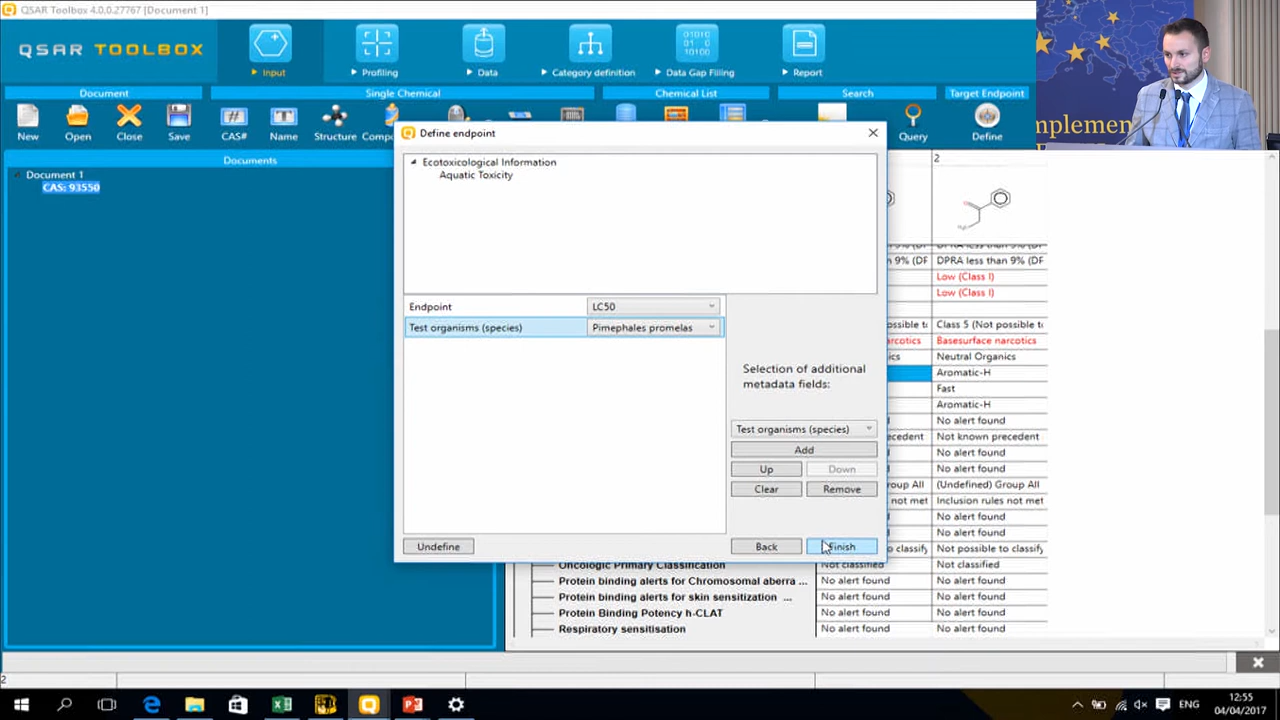 QSAR Toolbox 4.0.0.27767 [Document 1]
QSAR TOOLBOX
Input
Profiling
Data
Category definition
Data Gap Filling
Report
Document
Single Chemical
Chemical List
Search
Target Endpoint
New
Open
Close
Save
CAS#
Name
Structure
Query
Define
Documents
Document 1
CAS: 93550
Define endpoint
Ecotoxicological Information
Aquatic Toxicity
Endpoint
LC50
Test organisms (species)
Pimephales promelas
Selection of additional
metadata fields:
Test organisms (species)
Add
Up
Down
Clear
Remove
Undefine
Back
Finish
2
9% (DF
DPRA less than 9% (DF
Low (Class I)
Low (Class I)
Class 5 (Not possible to
Basesurface narcotics
Neutral Organics
Aromatic-H
Fast
Aromatic-H
No alert found
Not known precedent
No alert found
No alert found
(Undefined) Group All
not met
Inclusion rules not met
No alert found
No alert found
classify
Not possible to classify
Oncologic Primary Classification
Not classified
Not classified
Protein binding alerts for Chromosomal aberra ...
No alert found
No alert found
Protein binding alerts for skin sensitization ...
No alert found
No alert found
Protein Binding Potency h-CLAT
No alert found
No alert found
Respiratory sensitisation
No alert found
No alert found
2
ENG
12:55
04/04/2017